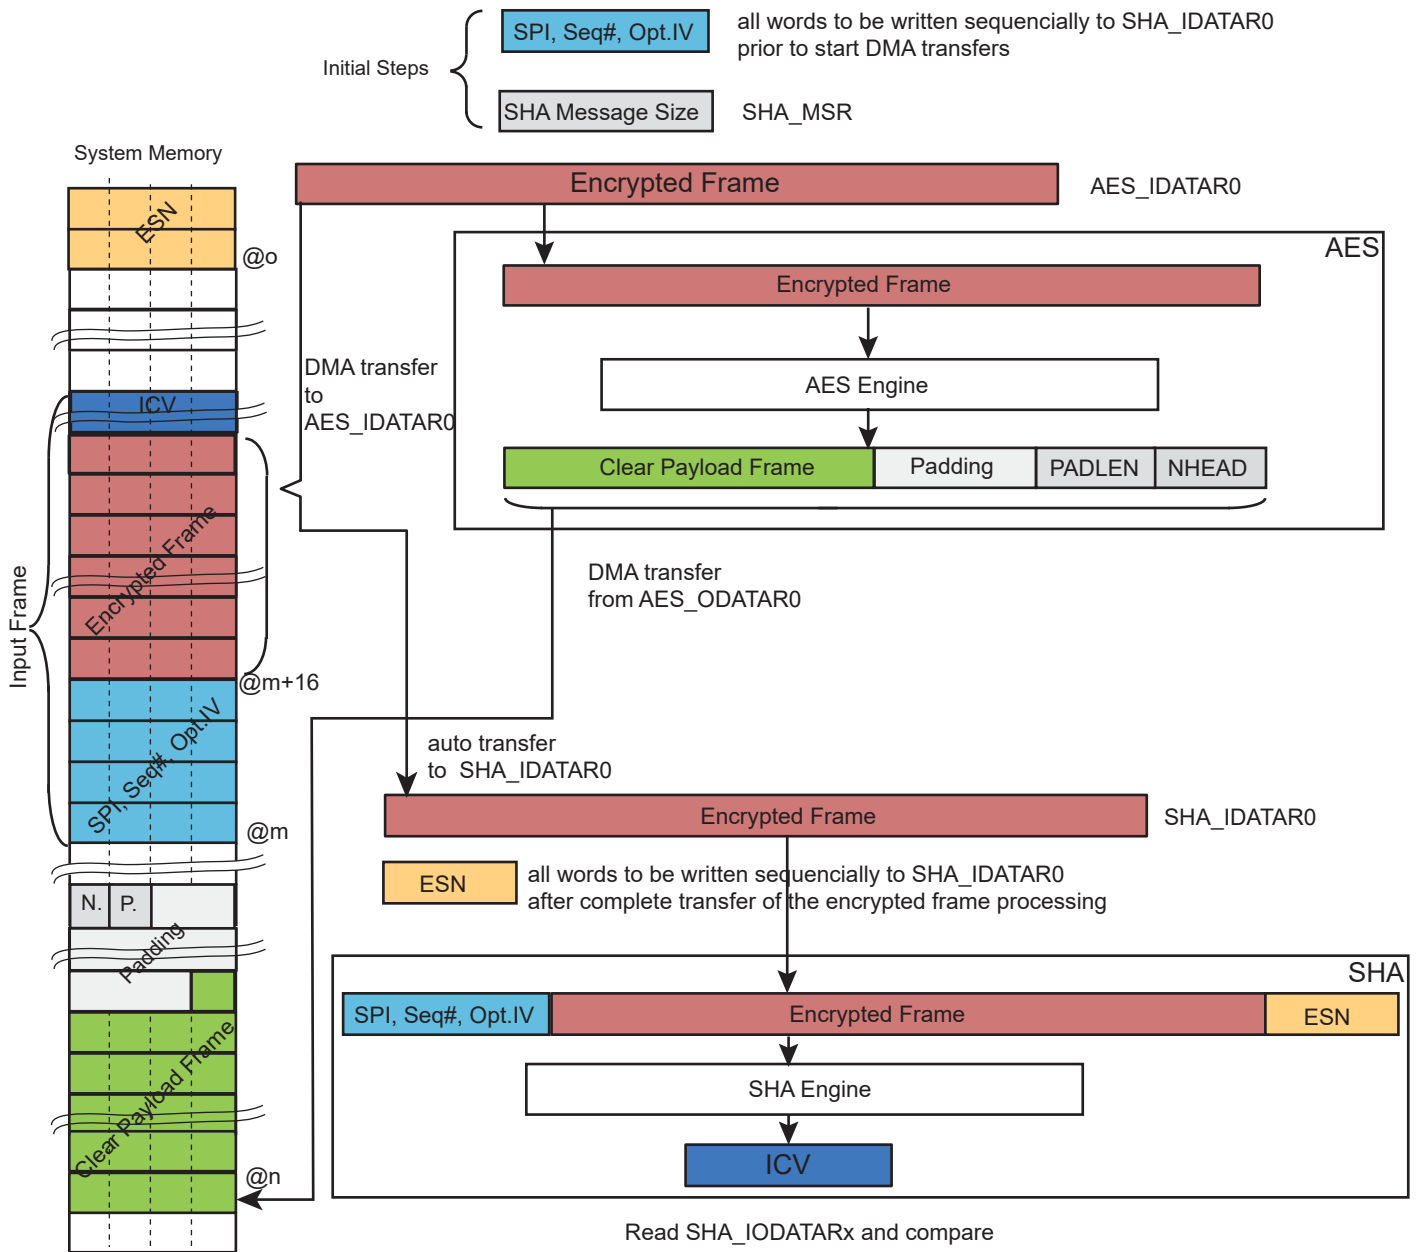 SPI, Seq#, Opt.IV
all words to be written sequencially to SHA_IDATAR0
prior to start DMA transfers
Initial Steps
SHA Message Size
SHA_MSR
System Memory
Encrypted Frame
AES_IDATAR0
ESN
@o
AES
Encrypted Frame
DMA transfer
to
AES_IDATAR0
AES Engine
ICV
Clear Payload Frame
Padding
PADLEN
NHEAD
Encrypted Frame
Input Frame
DMA transfer
from AES_ODATAR0
@m+16
SPI, Seq#, Opt.IV
auto transfer
to SHA_IDATAR0
@m
Encrypted Frame
SHA_IDATAR0
ESN
all words to be written sequencially to SHA_IDATAR0
after complete transfer of the encrypted frame processing
N.
P.
Padding
SHA
SPI, Seq#, Opt.IV
Encrypted Frame
ESN
Clear Payload Frame
SHA Engine
ICV
@n
Read SHA_IODATARx and compare